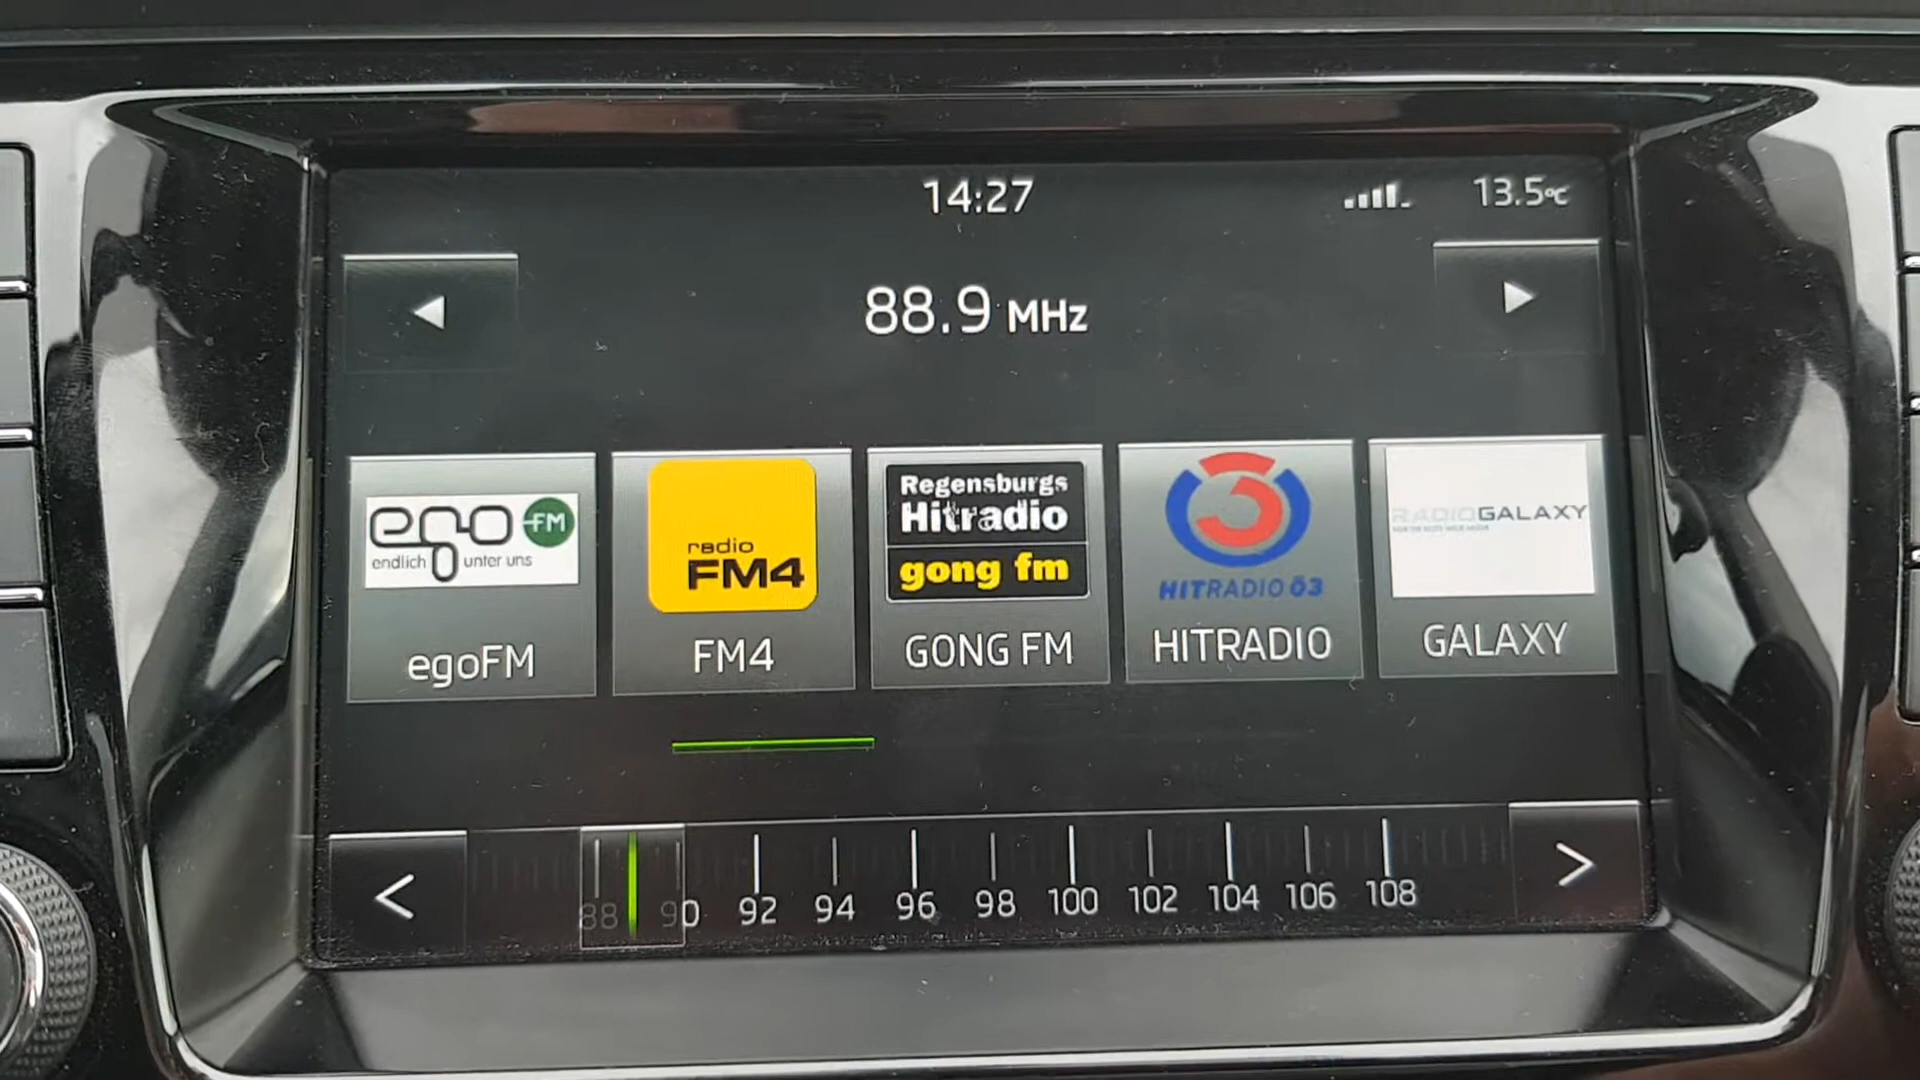 14:27
13.5°C
88.9 MHz
ego FM
endlich unter uns
egoFM
radio
FM4
FM4
Regensburgs
Hitradio
gong fm
GONG FM
HITRADIO Ö3
HITRADIO
RADIOGALAXY
GALAXY
88 90 92 94 96 98 100 102 104 106 108